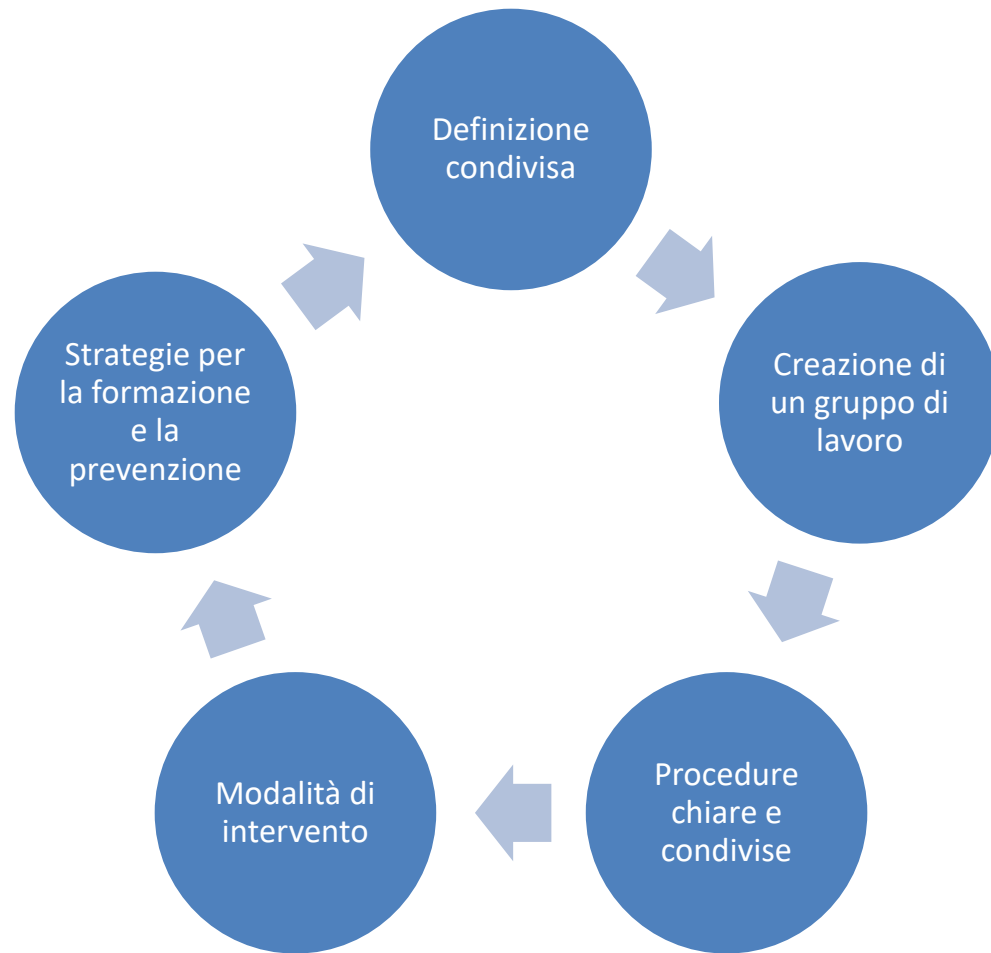 Definizione
condivisa
Creazione di
un gruppo di
lavoro
Procedure
chiare e
condivise
Modalità di
intervento
Strategie per
la formazione
e la
prevenzione